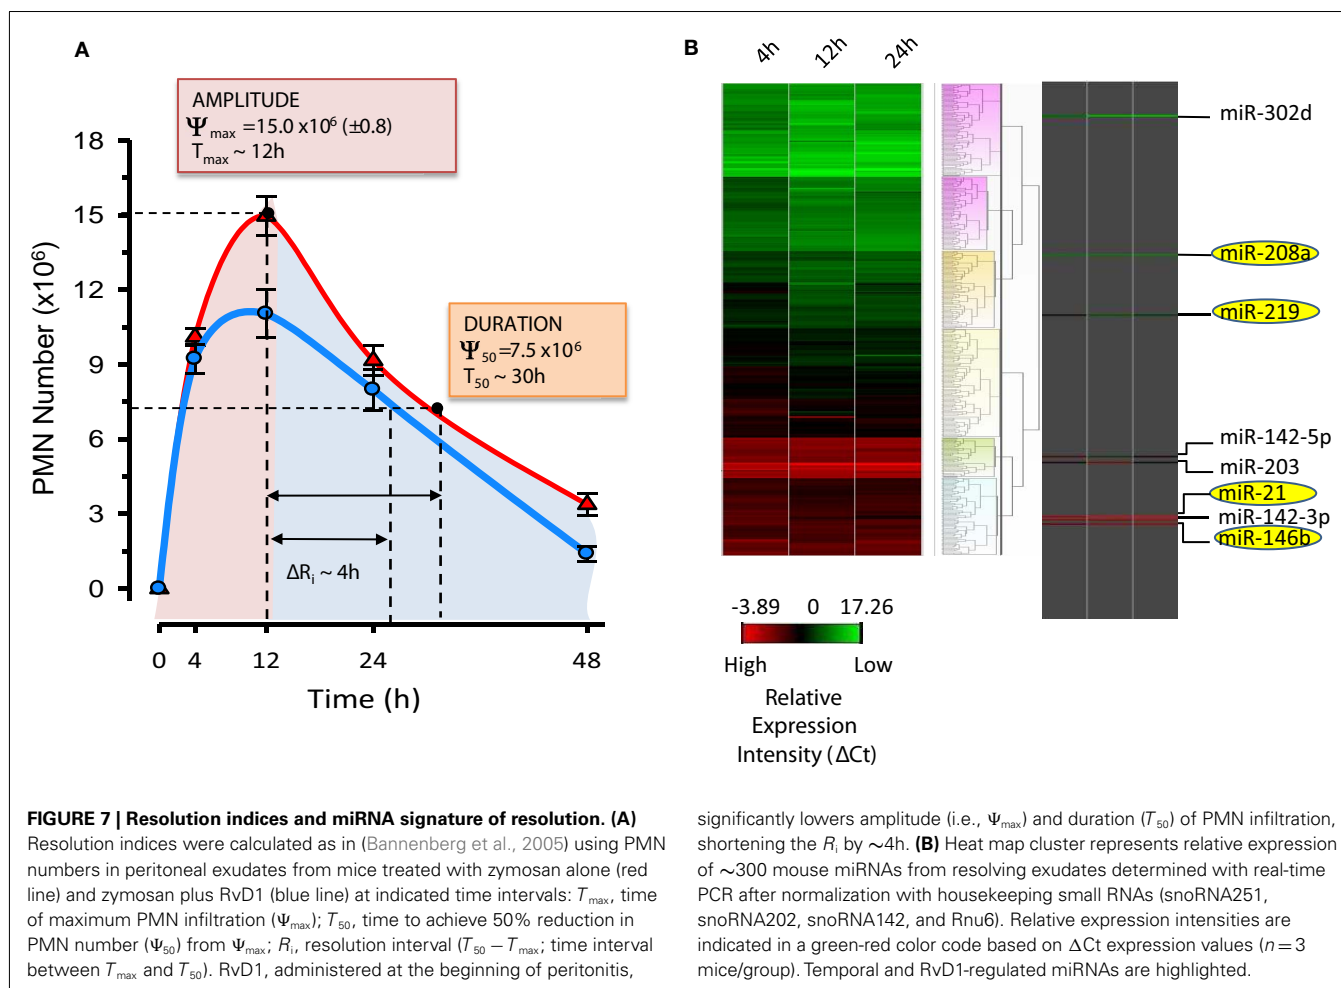 A
AMPLITUDE
Ψmax =15.0 x10⁶ (±0.8)
Tmax ~ 12h
18
15
12
9
6
3
0
PMN Number (x10⁶)
DURATION
Ψ50 =7.5 x10⁶
T50 ~ 30h
ΔRi ~ 4h
0 4 12 24 48
Time (h)
B
4h 12h 24h
miR-302d
miR-208a
miR-219
miR-142-5p
miR-203
miR-21
miR-142-3p
miR-146b
-3.89 0 17.26
High Low
Relative
Expression
Intensity (ΔCt)
FIGURE 7 | Resolution indices and miRNA signature of resolution. (A)
Resolution indices were calculated as in (Bannenberg et al., 2005) using PMN
numbers in peritoneal exudates from mice treated with zymosan alone (red
line) and zymosan plus RvD1 (blue line) at indicated time intervals: Tmax, time
of maximum PMN infiltration (Ψmax); T50, time to achieve 50% reduction in
PMN number (Ψ50) from Ψmax; Ri, resolution interval (T50 – Tmax; time interval
between Tmax and T50). RvD1, administered at the beginning of peritonitis,
significantly lowers amplitude (i.e., Ψmax) and duration (T50) of PMN infiltration,
shortening the Ri by ~4h. (B) Heat map cluster represents relative expression
of ~300 mouse miRNAs from resolving exudates determined with real-time
PCR after normalization with housekeeping small RNAs (snoRNA251,
snoRNA202, snoRNA142, and Rnu6). Relative expression intensities are
indicated in a green-red color code based on ΔCt expression values (n = 3
mice/group). Temporal and RvD1-regulated miRNAs are highlighted.